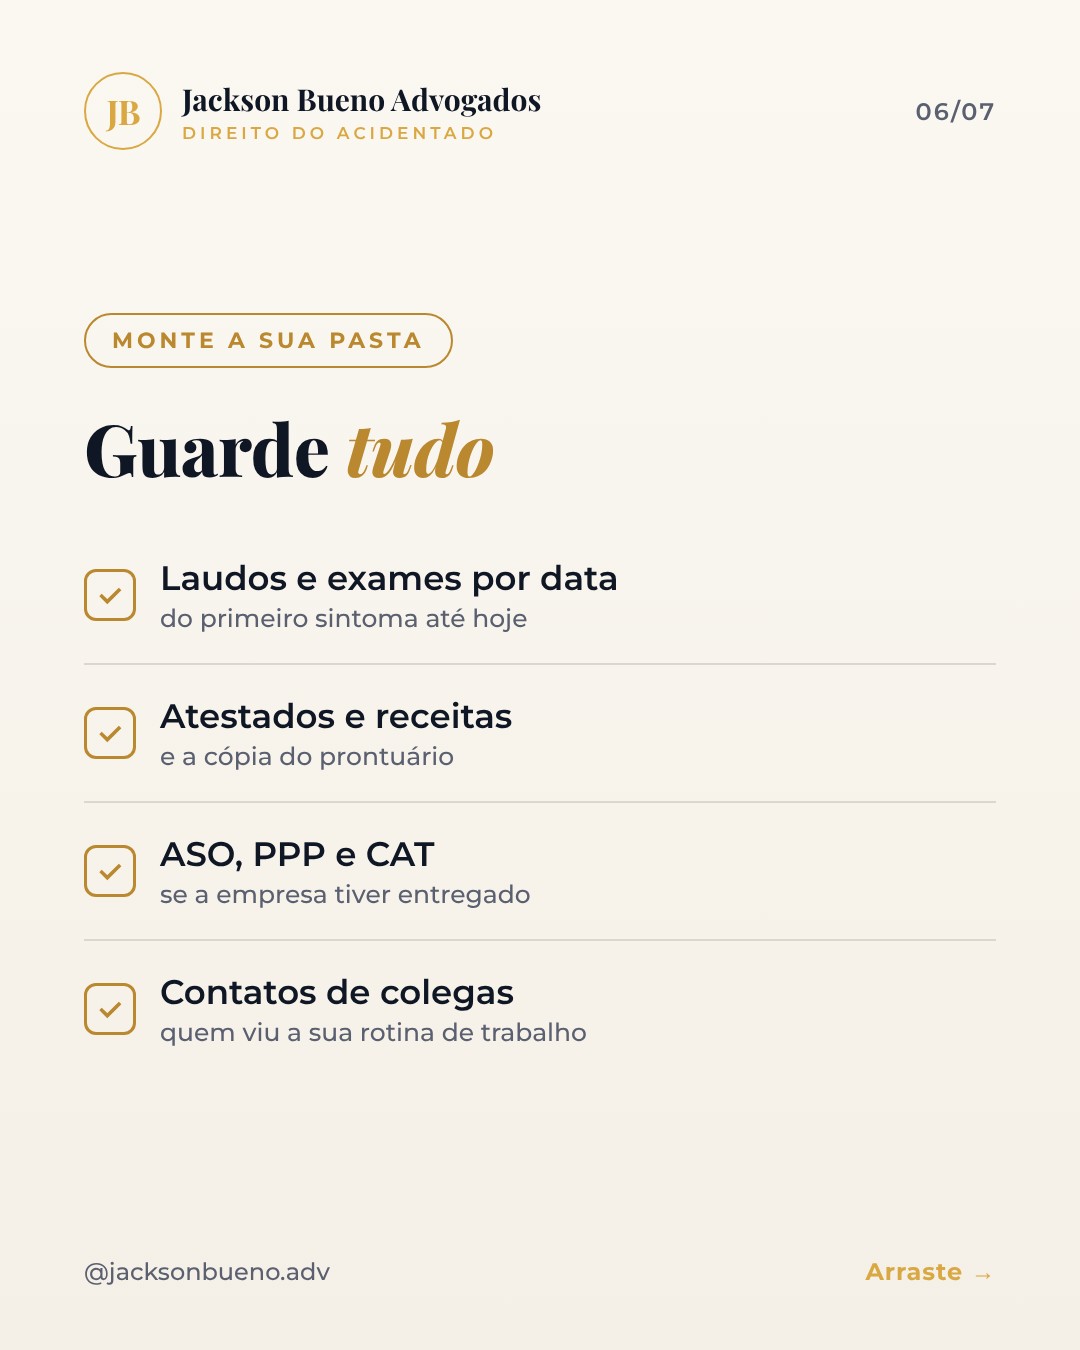 JB
Jackson Bueno Advogados
DIREITO DO ACIDENTADO
06/07
MONTE A SUA PASTA
Guarde tudo
Laudos e exames por data
do primeiro sintoma até hoje
Atestados e receitas
e a cópia do prontuário
ASO, PPP e CAT
se a empresa tiver entregado
Contatos de colegas
quem viu a sua rotina de trabalho
@jacksonbueno.adv
Arraste →